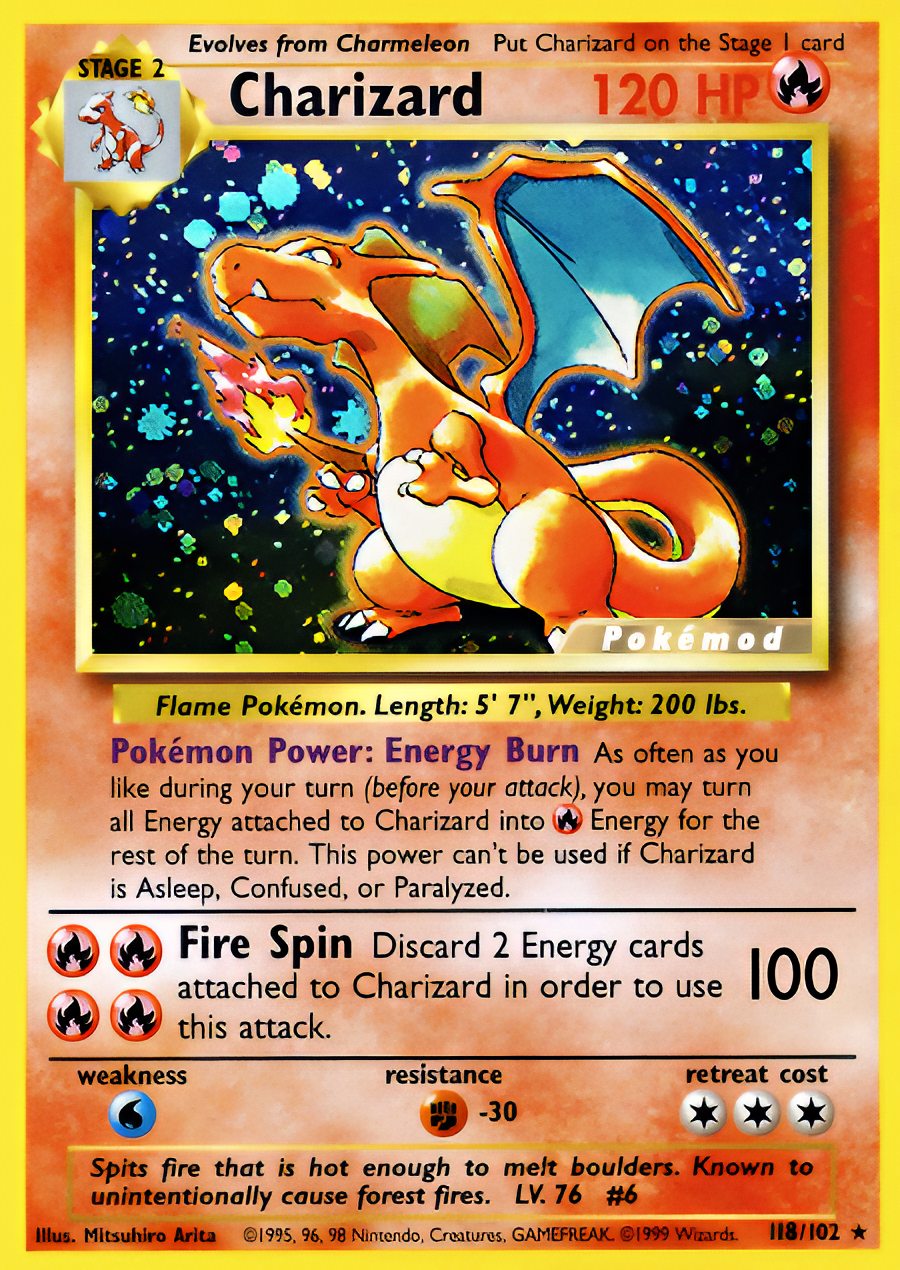 Evolves from Charmeleon Put Charizard on the Stage 1 card
STAGE 2
Charizard 120 HP
Pokémod
Flame Pokémon. Length: 5' 7", Weight: 200 lbs.
Pokémon Power: Energy Burn As often as you
like during your turn (before your attack), you may turn
all Energy attached to Charizard into Energy for the
rest of the turn. This power can't be used if Charizard
is Asleep, Confused, or Paralyzed.
Fire Spin Discard 2 Energy cards
attached to Charizard in order to use
this attack.
100
weakness resistance retreat cost
-30
Spits fire that is hot enough to melt boulders. Known to
unintentionally cause forest fires. LV. 76 #6
Illus. Mitsuhiro Arita ©1995, 96, 98 Nintendo, Creatures, GAMEFREAK. ©1999 Wizards. 118/102 ★